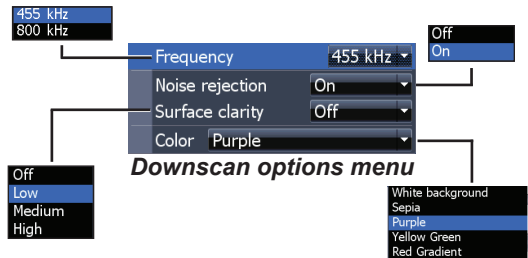 455 kHz
800 kHz
Off
On
Frequency 455 kHz
Noise rejection On
Surface clarity Off
Color Purple
Downscan options menu
Off
Low
Medium
High
White background
Sepia
Purple
Yellow Green
Red Gradient